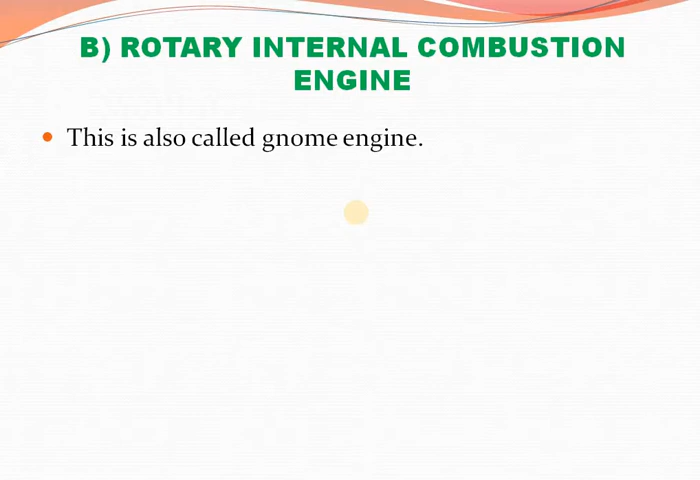 B) ROTARY INTERNAL COMBUSTION
ENGINE
• This is also called gnome engine.